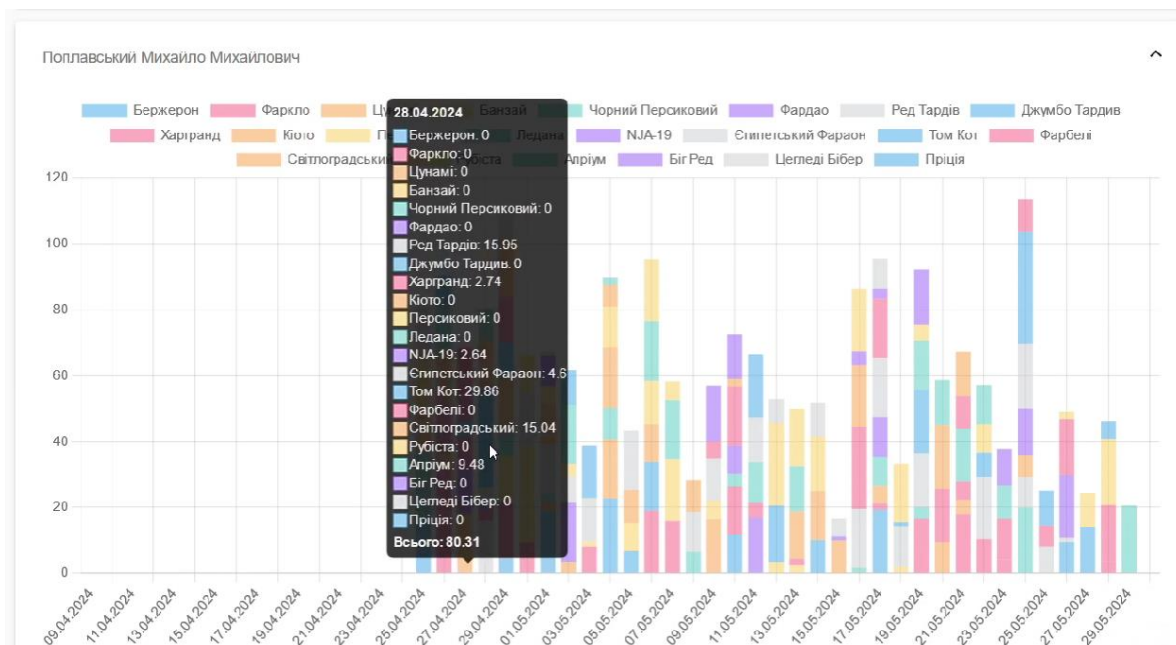 Поплавський Михайло Михайлович
Бержерон Фаркло Банзай Чорний Персиковий Фардао Ред Тардів Джумбо Тардив
Харгранд Кіото Ледана NJA-19 Єгипетський Фараон Том Кот Фарбелі
Світлоградський Рубіста Апріум Біг Ред Цегледі Бібер Пріція
28.04.2024
Бержерон: 0
Фаркло: 0
Цунамі: 0
Банзай: 0
Чорний Персиковий: 0
Фардао: 0
Ред Тардів: 15.95
Джумбо Тардив: 0
Харгранд: 2.74
Кіото: 0
Персиковий: 0
Ледана: 0
NJA-19: 2.64
Єгипетський Фараон: 4.6
Том Кот: 29.86
Фарбелі: 0
Світлоградський: 15.04
Рубіста: 0
Апріум: 9.48
Біг Ред: 0
Цегледі Бібер: 0
Пріція: 0
Всього: 80.31
120
100
80
60
40
20
0
09.04.2024 11.04.2024 13.04.2024 15.04.2024 17.04.2024 19.04.2024 21.04.2024 23.04.2024 25.04.2024 27.04.2024 29.04.2024 01.05.2024 03.05.2024 05.05.2024 07.05.2024 09.05.2024 11.05.2024 13.05.2024 15.05.2024 17.05.2024 19.05.2024 21.05.2024 23.05.2024 25.05.2024 27.05.2024 29.05.2024